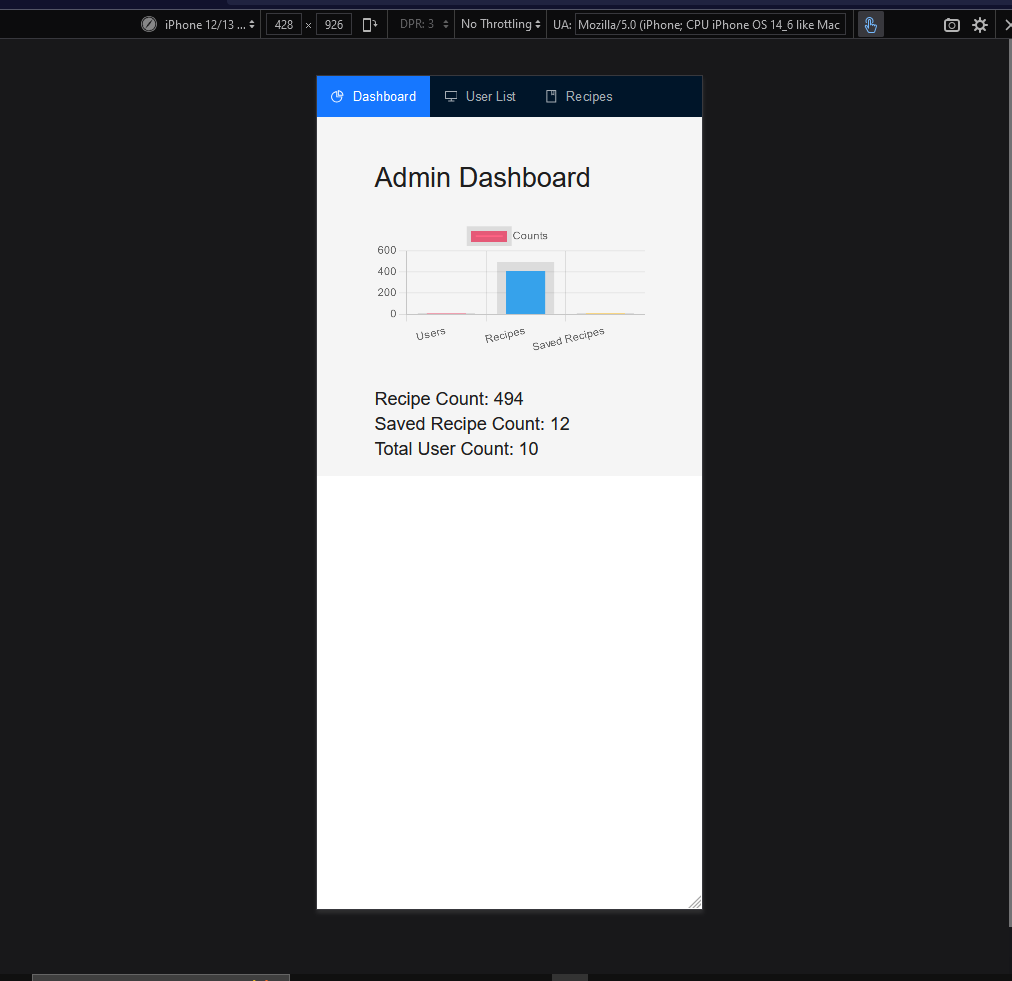 iPhone 12/13 ... 428 × 926 DPR: 3 No Throttling UA: Mozilla/5.0 (iPhone; CPU iPhone OS 14_6 like Mac
Dashboard User List Recipes
Admin Dashboard
Counts
600
400
200
0
Users Recipes Saved Recipes
Recipe Count: 494
Saved Recipe Count: 12
Total User Count: 10